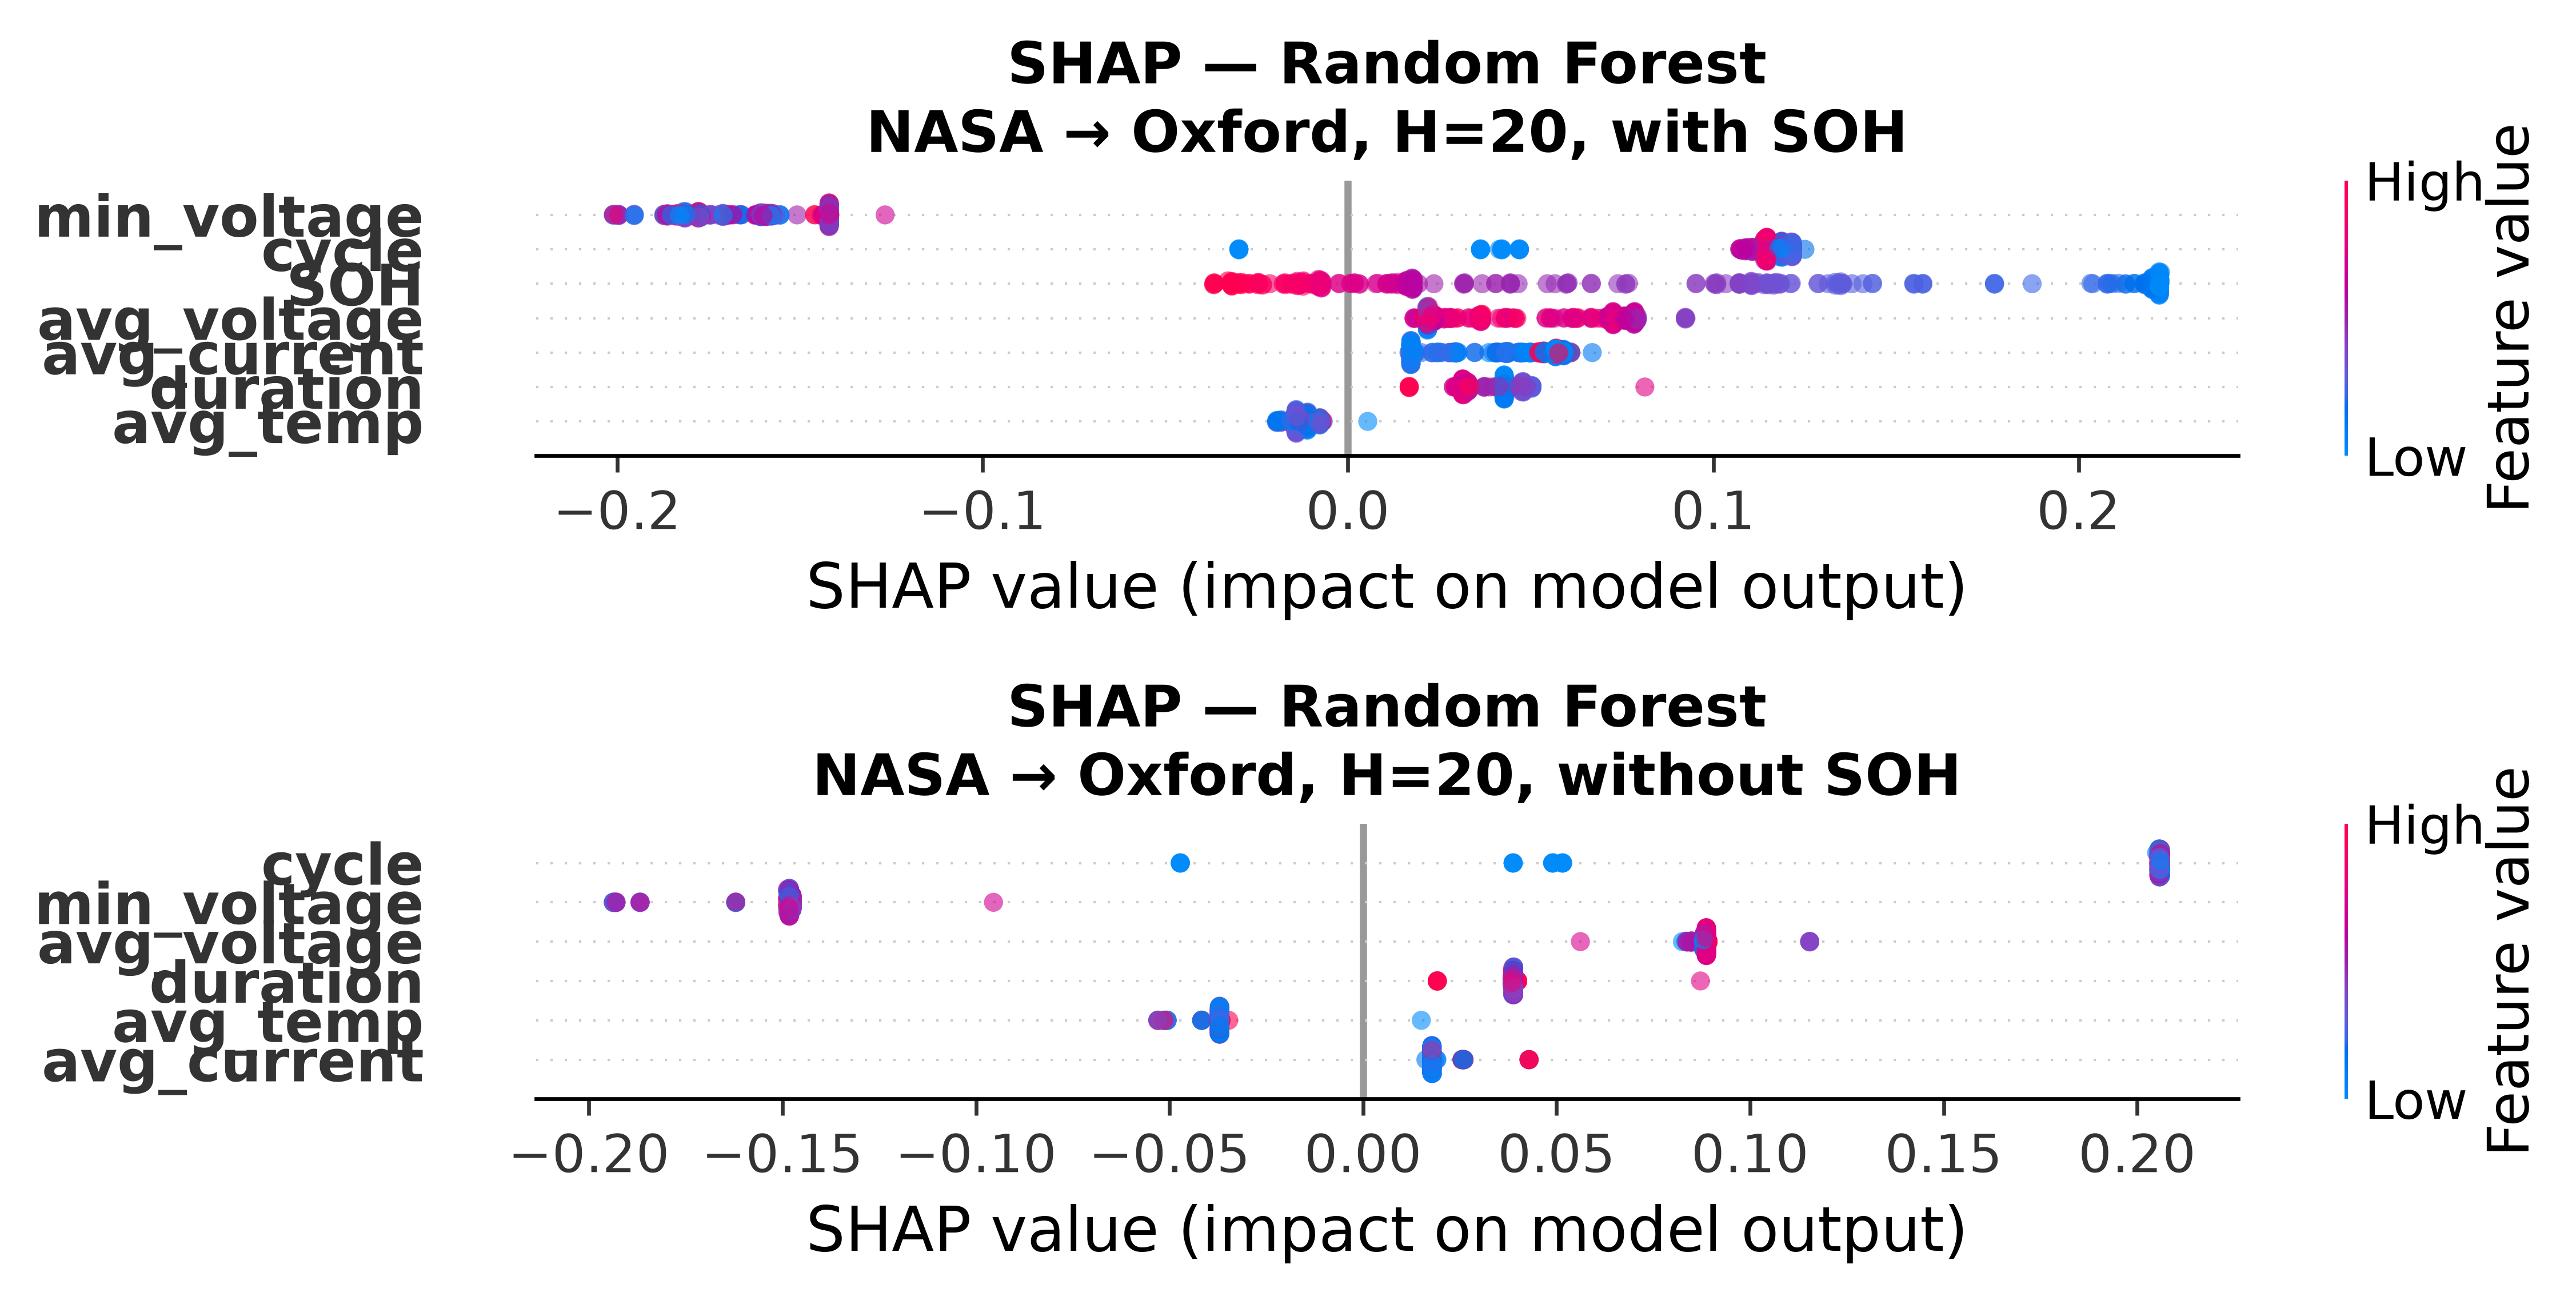 SHAP — Random Forest
NASA → Oxford, H=20, with SOH
min_voltage
cycle
SOH
avg_voltage
avg_current
duration
avg_temp
−0.2 −0.1 0.0 0.1 0.2
SHAP value (impact on model output)
High
Low
Feature value
SHAP — Random Forest
NASA → Oxford, H=20, without SOH
cycle
min_voltage
avg_voltage
duration
avg_temp
avg_current
−0.20 −0.15 −0.10 −0.05 0.00 0.05 0.10 0.15 0.20
SHAP value (impact on model output)
High
Low
Feature value